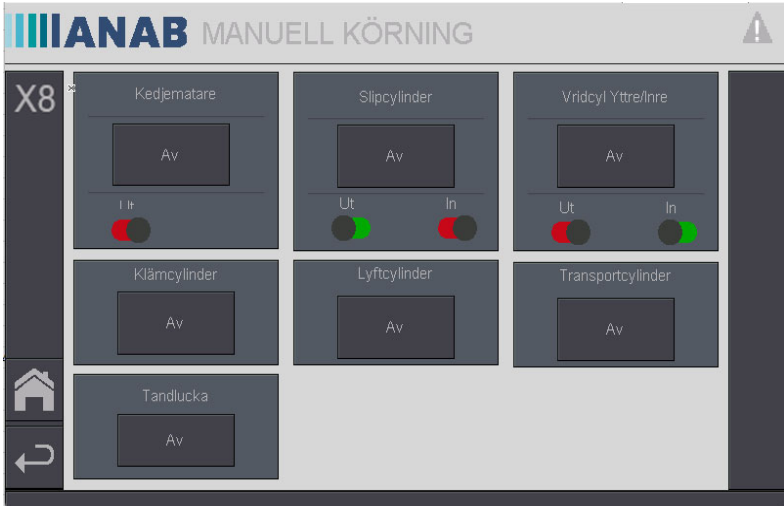 ANAB MANUELL KÖRNING
X8
Kedjematare
Av
Slipcylinder
Av
Ut
In
Vridcyl Yttre/Inre
Av
Ut
In
Klämcylinder
Av
Lyftcylinder
Av
Transportcylinder
Av
Tandlucka
Av